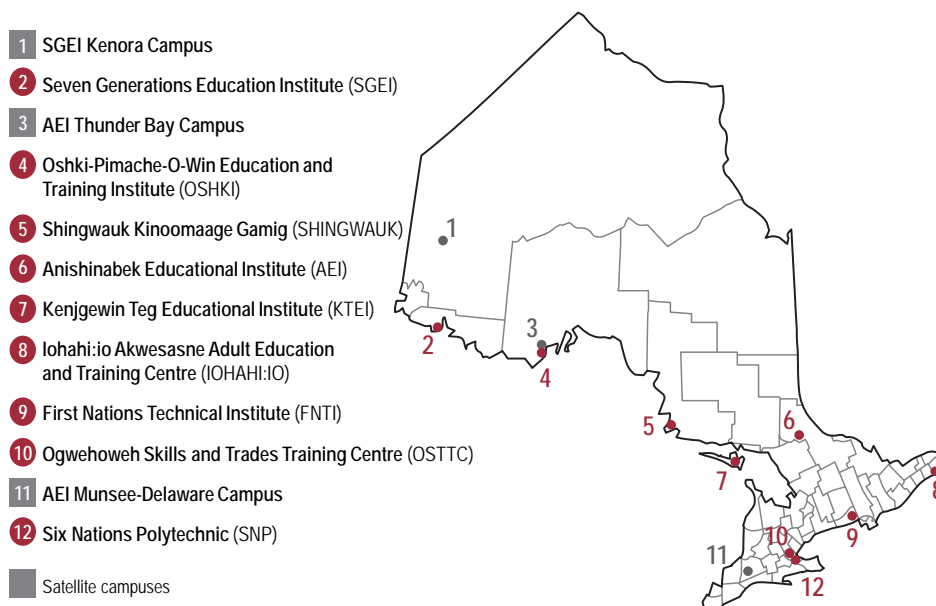 1 SGEI Kenora Campus
2 Seven Generations Education Institute (SGEI)
3 AEI Thunder Bay Campus
4 Oshki-Pimache-O-Win Education and
Training Institute (OSHKI)
5 Shingwauk Kinoomaage Gamig (SHINGWAUK)
6 Anishinabek Educational Institute (AEI)
7 Kenjgewin Teg Educational Institute (KTEI)
8 Iohahi:io Akwesasne Adult Education
and Training Centre (IOHAHI:IO)
9 First Nations Technical Institute (FNTI)
10 Ogwehoweh Skills and Trades Training Centre (OSTTC)
11 AEI Munsee-Delaware Campus
12 Six Nations Polytechnic (SNP)
Satellite campuses
1
2
3
4
5
6
7
8
9
10
11
12